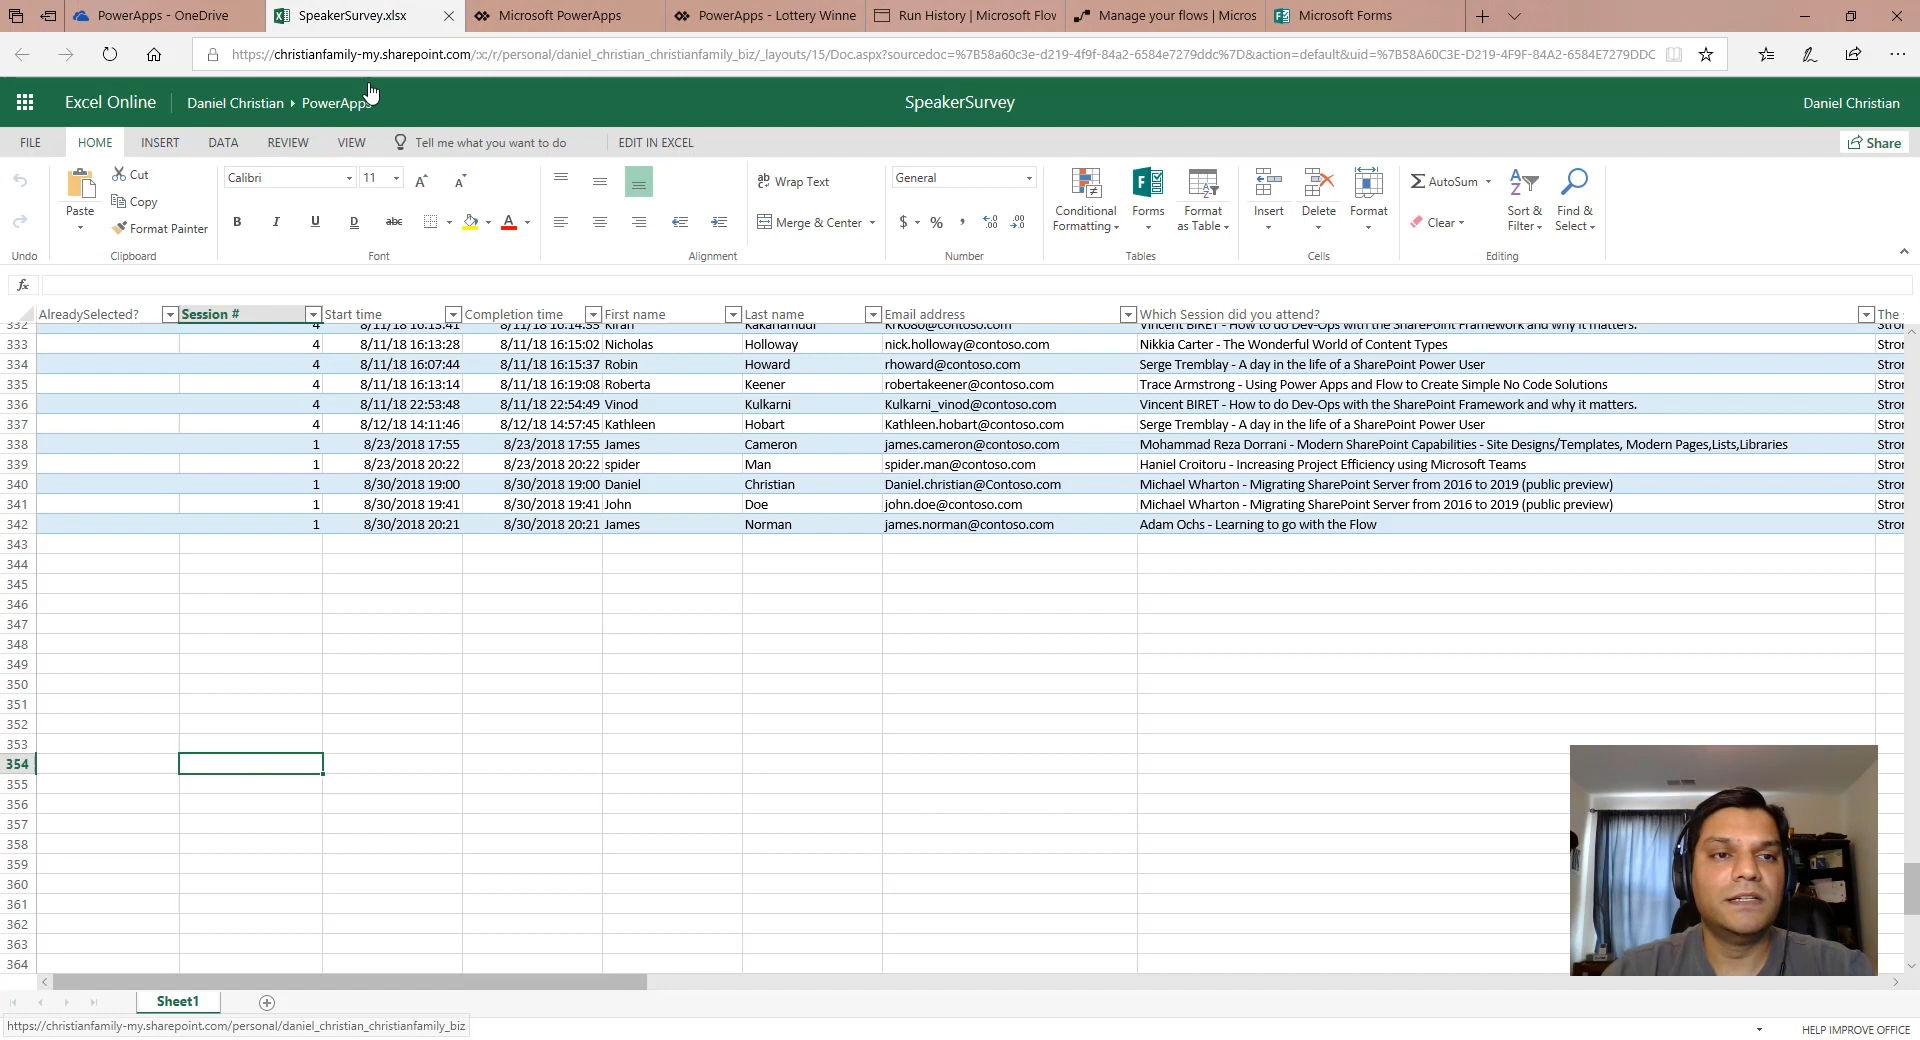 PowerApps - OneDrive
SpeakerSurvey.xlsx
Microsoft PowerApps
PowerApps - Lottery Winne
Run History | Microsoft Flov
Manage your flows | Micros
Microsoft Forms
https://christianfamily-my.sharepoint.com/:x:/r/personal/daniel_christian_christianfamily_biz/_layouts/15/Doc.aspx?sourcedoc=%7B58a60c3e-d219-4f9f-84a2-6584e7279ddc%7D&action=default&uid=%7B58A60C3E-D219-4F9F-84A2-6584E7279DDC
Excel Online Daniel Christian PowerApps SpeakerSurvey Daniel Christian
FILE HOME INSERT DATA REVIEW VIEW Tell me what you want to do EDIT IN EXCEL Share
Paste
Cut
Copy
Format Painter
Calibri 11
B I U D abc
Wrap Text
Merge & Center
General
$ % , .00
Conditional Formatting
Forms
Format as Table
Insert
Delete
Format
AutoSum
Clear
Sort & Filter
Find & Select
Undo Clipboard Font Alignment Number Tables Cells Editing
fx
AlreadySelected? Session # Start time Completion time First name Last name Email address Which Session did you attend? The
332 4 8/11/18 16:13:41 8/11/18 16:14:55 Kiran Vincent BIRET - How to do Dev-Ops with the SharePoint Framework and why it matters.
333 4 8/11/18 16:13:28 8/11/18 16:15:02 Nicholas Holloway nick.holloway@contoso.com Nikkia Carter - The Wonderful World of Content Types Stron
334 4 8/11/18 16:07:44 8/11/18 16:15:37 Robin Howard rhoward@contoso.com Serge Tremblay - A day in the life of a SharePoint Power User Stron
335 4 8/11/18 16:13:14 8/11/18 16:19:08 Roberta Keener robertakeener@contoso.com Trace Armstrong - Using Power Apps and Flow to Create Simple No Code Solutions Stron
336 4 8/11/18 22:53:48 8/11/18 22:54:49 Vinod Kulkarni Kulkarni_vinod@contoso.com Vincent BIRET - How to do Dev-Ops with the SharePoint Framework and why it matters. Stron
337 4 8/12/18 14:11:46 8/12/18 14:57:45 Kathleen Hobart Kathleen.hobart@contoso.com Serge Tremblay - A day in the life of a SharePoint Power User Stron
338 1 8/23/2018 17:55 8/23/2018 17:55 James Cameron james.cameron@contoso.com Mohammad Reza Dorrani - Modern SharePoint Capabilities - Site Designs/Templates, Modern Pages,Lists,Libraries Stron
339 1 8/23/2018 20:22 8/23/2018 20:22 spider Man spider.man@contoso.com Haniel Croitoru - Increasing Project Efficiency using Microsoft Teams Stron
340 1 8/30/2018 19:00 8/30/2018 19:00 Daniel Christian Daniel.christian@Contoso.com Michael Wharton - Migrating SharePoint Server from 2016 to 2019 (public preview) Stron
341 1 8/30/2018 19:41 8/30/2018 19:41 John Doe john.doe@contoso.com Michael Wharton - Migrating SharePoint Server from 2016 to 2019 (public preview) Stron
342 1 8/30/2018 20:21 8/30/2018 20:21 James Norman james.norman@contoso.com Adam Ochs - Learning to go with the Flow Stron
343
344
345
346
347
348
349
350
351
352
353
354
355
356
357
358
359
360
361
362
363
364
Sheet1
https://christianfamily-my.sharepoint.com/personal/daniel_christian_christianfamily_biz
HELP IMPROVE OFFICE